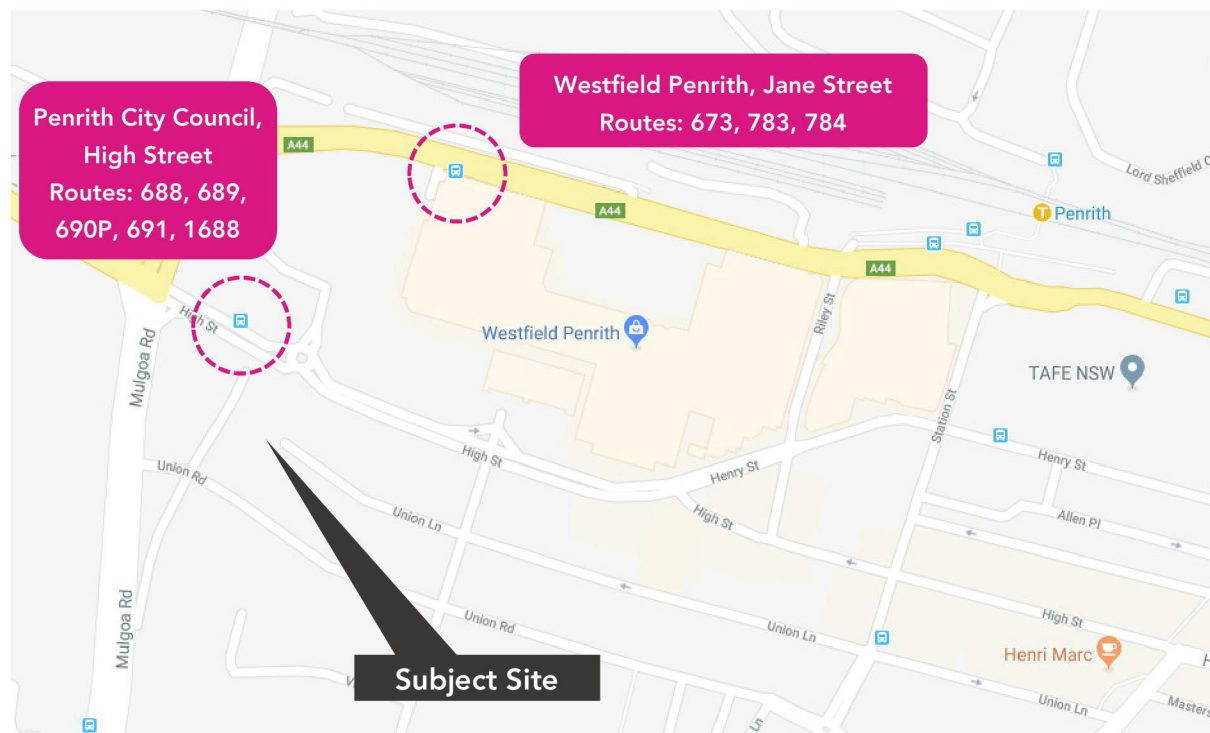 Penrith City Council,
High Street
Routes: 688, 689,
690P, 691, 1688
Westfield Penrith, Jane Street
Routes: 673, 783, 784
A44
A44
A44
Lord Sheffield C
T Penrith
High St
Mulgoa Rd
Westfield Penrith
Riley St
TAFE NSW
Station St
High St
Henry St
Henry St
Union Rd
Union Ln
High St
Allen Pl
Mulgoa Rd
Union Rd
Union Ln
High St
Henri Marc
H
Subject Site
V
Union Ln
Masters
Ln